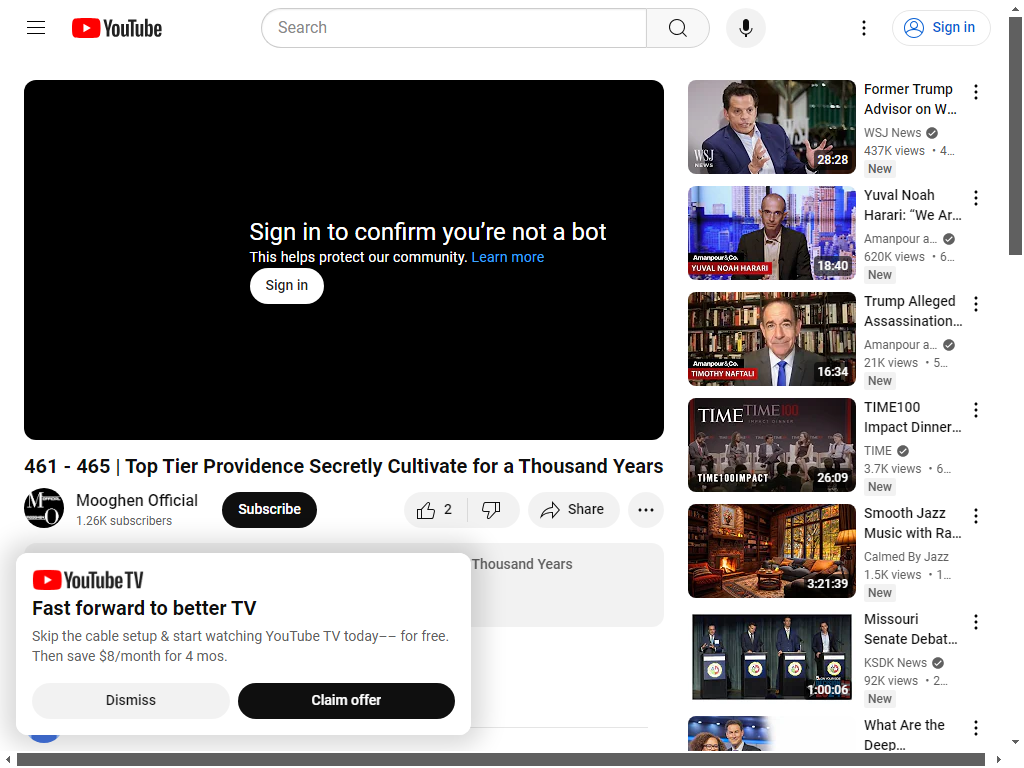 YouTube
Search
Sign in
Sign in to confirm you're not a bot
This helps protect our community. Learn more
Sign in
461 - 465 | Top Tier Providence Secretly Cultivate for a Thousand Years
Mooghen Official
1.26K subscribers
Subscribe
2
Share
Thousand Years
YouTube TV
Fast forward to better TV
Skip the cable setup & start watching YouTube TV today–– for free.
Then save $8/month for 4 mos.
Dismiss
Claim offer
WSJ
NEWS
28:28
Former Trump
Advisor on W...
WSJ News
437K views • 4...
New
Amanpour&Co.
YUVAL NOAH HARARI
18:40
Yuval Noah
Harari: “We Ar...
Amanpour a...
620K views • 6...
New
Amanpour&Co.
TIMOTHY NAFTALI
16:34
Trump Alleged
Assassination...
Amanpour a...
21K views • 5...
New
TIME TIME100
IMPACT DINNER
TIME100IMPACT
26:09
TIME100
Impact Dinner...
TIME
3.7K views • 6...
New
3:21:39
Smooth Jazz
Music with Ra...
Calmed By Jazz
1.5K views • 1...
New
1:00:06
Missouri
Senate Debat...
KSDK News
92K views • 2...
New
What Are the
Deep...